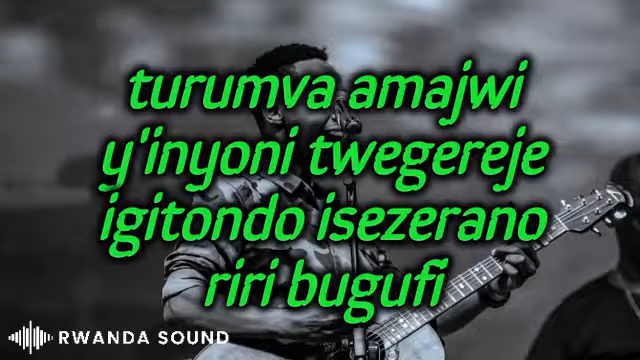 turumva amajwi
y'inyoni twegereje
igitondo isezerano
riri bugufi
RWANDA SOUND